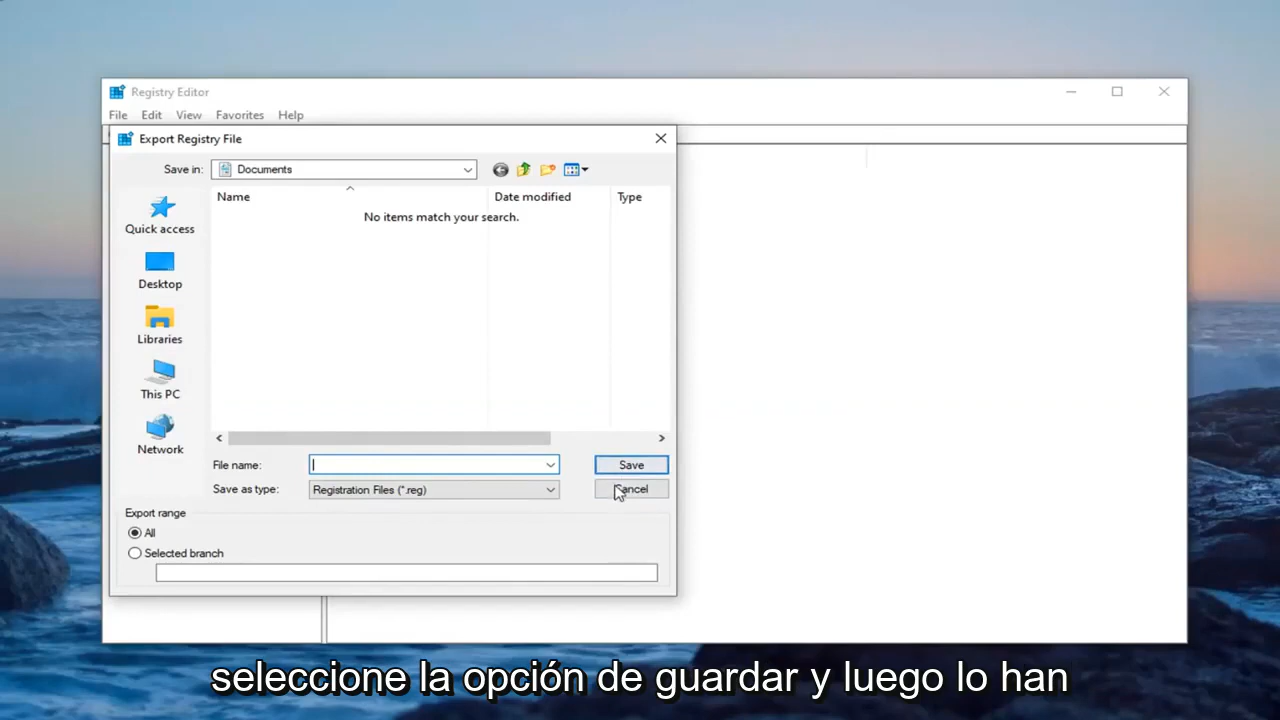 Registry Editor
File Edit View Favorites Help
Export Registry File
Save in: Documents
Name Date modified Type
No items match your search.
Quick access
Desktop
Libraries
This PC
Network
File name: Save
Save as type: Registration Files (*.reg) Cancel
Export range
All
Selected branch
seleccione la opción de guardar y luego lo han